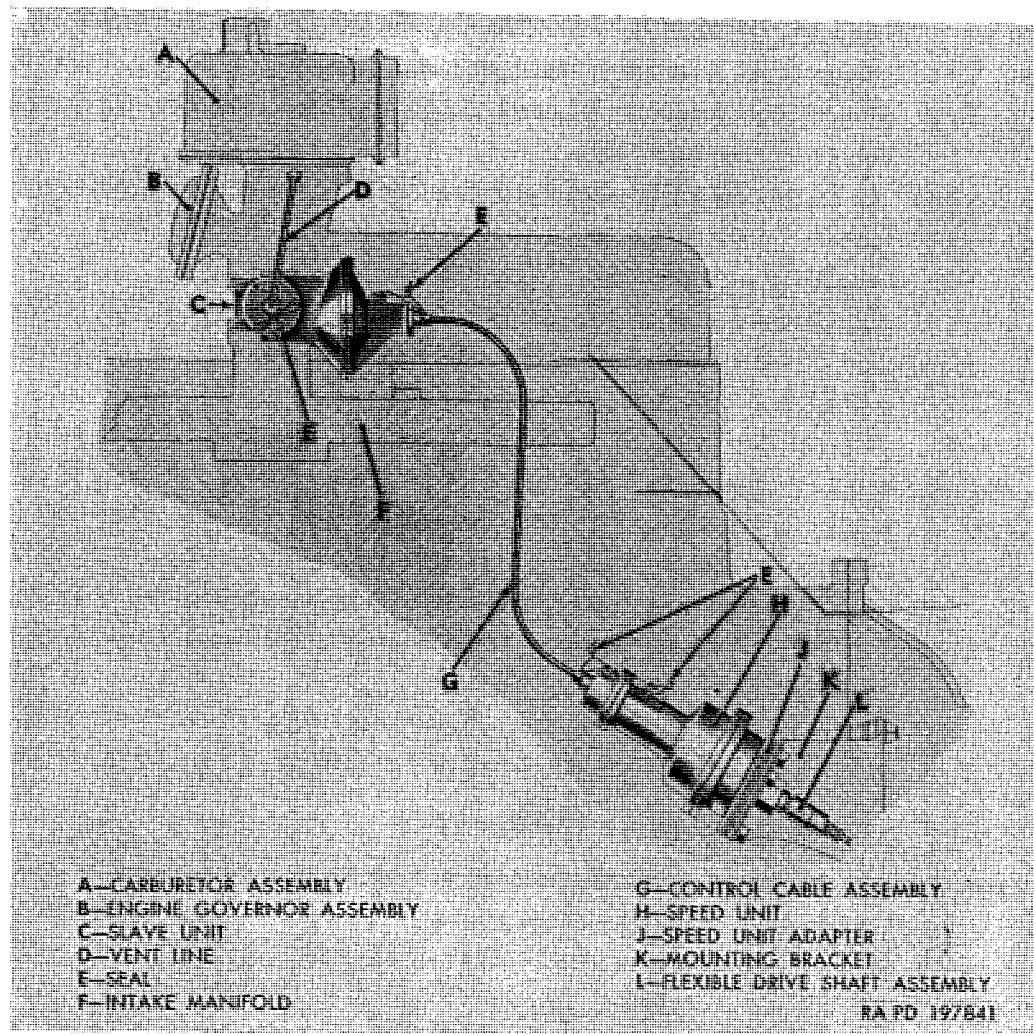 A
B
D
E
C
E
F
E
H
J
K
L
G
A—CARBURETOR ASSEMBLY
B—ENGINE GOVERNOR ASSEMBLY
C—SLAVE UNIT
D—VENT LINE
E—SEAL
F—INTAKE MANIFOLD
G—CONTROL CABLE ASSEMBLY
H—SPEED UNIT
J—SPEED UNIT ADAPTER
K—MOUNTING BRACKET
L—FLEXIBLE DRIVE SHAFT ASSEMBLY
RA PD 197841